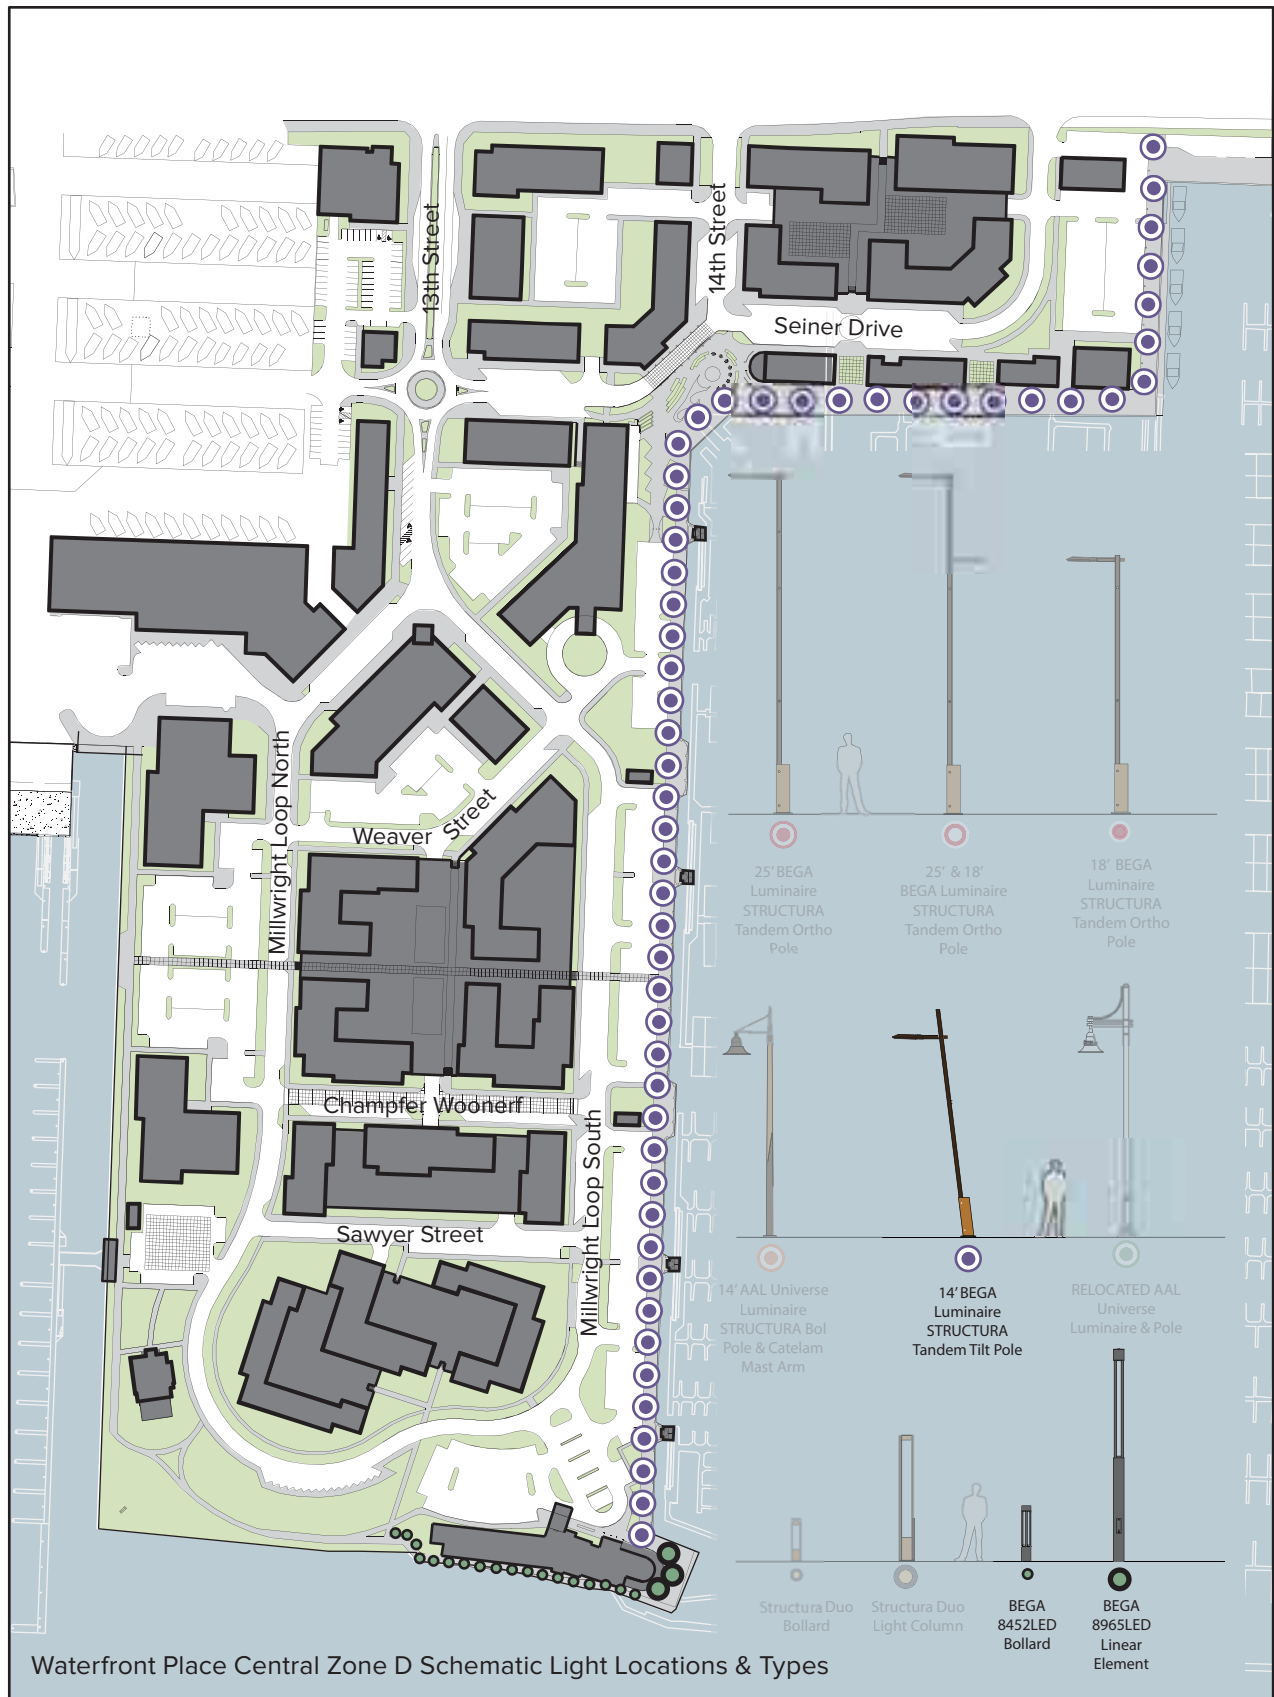 13th Street
14th Street
Seiner Drive
Millwright Loop North
Weaver Street
25' BEGA
Luminaire
STRUCTURA
Tandem Ortho
Pole
25' & 18'
BEGA Luminaire
STRUCTURA
Tandem Ortho
Pole
18' BEGA
Luminaire
STRUCTURA
Tandem Ortho
Pole
Champfer Woonerf
Millwright Loop South
Sawyer Street
14' AAL Universe
Luminaire
STRUCTURA Bol
Pole & Catelam
Mast Arm
14' BEGA
Luminaire
STRUCTURA
Tandem Tilt Pole
RELOCATED AAL
Universe
Luminaire & Pole
Structura Duo
Bollard
Structura Duo
Light Column
BEGA
8452LED
Bollard
BEGA
8965LED
Linear
Element
Waterfront Place Central Zone D Schematic Light Locations & Types